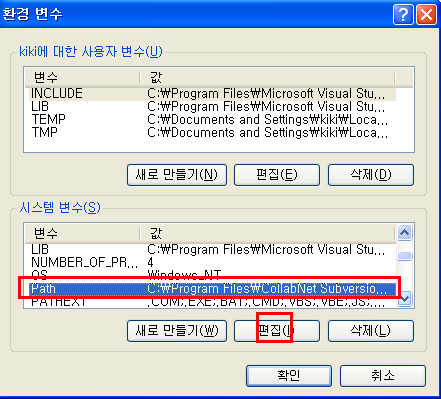 환경 변수
kiki에 대한 사용자 변수(U)
변수 값
INCLUDE C:₩Program Files₩Microsoft Visual Stu...
LIB C:₩Program Files₩Microsoft Visual Stu...
TEMP C:₩Documents and Settings₩kiki₩Loca...
TMP C:₩Documents and Settings₩kiki₩Loca...
새로 만들기(N) 편집(E) 삭제(D)
시스템 변수(S)
변수 값
LIB C:₩Program Files₩Microsoft Visual Stu...
NUMBER_OF_PR... 4
OS Windows_NT
Path C:₩Program Files₩CollabNet Subversio...
PATHEXT .COM;.EXE;.BAT;.CMD;.VBS;.VBE;.JS;...
새로 만들기(W) 편집(I) 삭제(L)
확인 취소